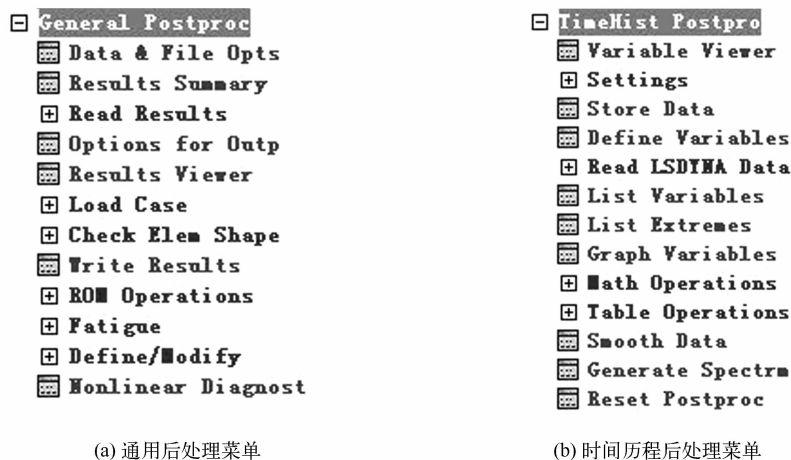 General Postproc
Data & File Opts
Results Summary
Read Results
Options for Outp
Results Viewer
Load Case
Check Elem Shape
Write Results
ROM Operations
Fatigue
Define/Modify
Nonlinear Diagnost
(a) 通用后处理菜单
TimeHist Postpro
Variable Viewer
Settings
Store Data
Define Variables
Read LSDYNA Data
List Variables
List Extremes
Graph Variables
Math Operations
Table Operations
Smooth Data
Generate Spectrm
Reset Postproc
(b) 时间历程后处理菜单